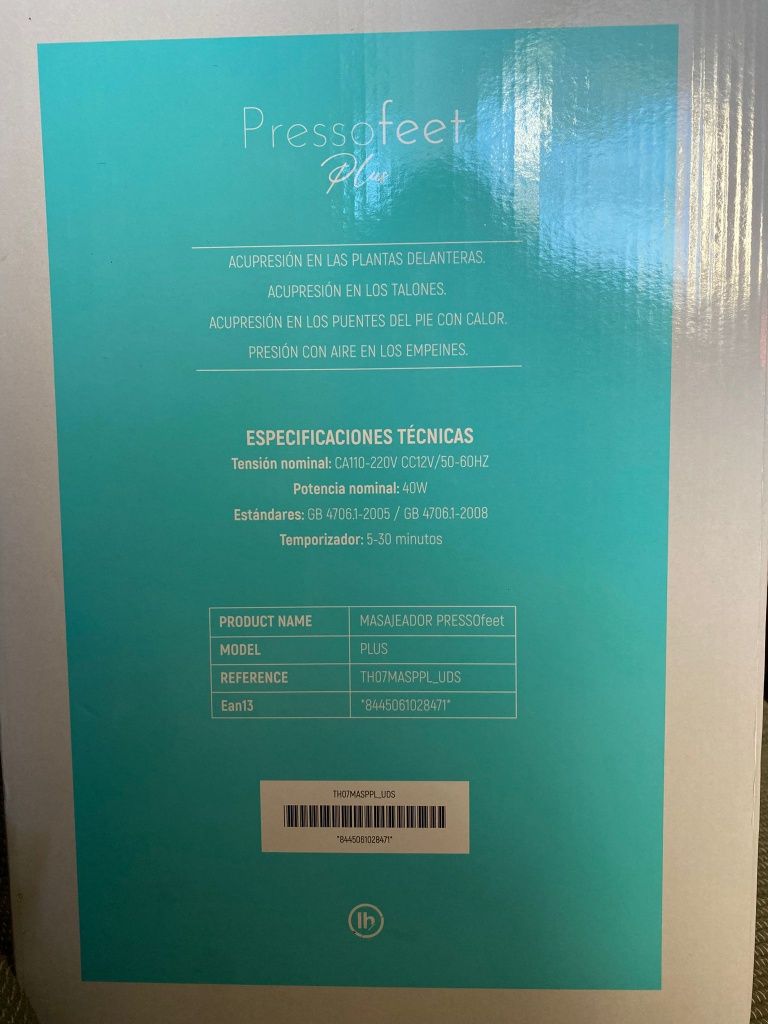 Pressofeet
Plus
ACUPRESIÓN EN LAS PLANTAS DELANTERAS.
ACUPRESIÓN EN LOS TALONES.
ACUPRESIÓN EN LOS PUENTES DEL PIE CON CALOR.
PRESIÓN CON AIRE EN LOS EMPEINES.
ESPECIFICACIONES TÉCNICAS
Tensión nominal: CA110-220V CC12V/50-60HZ
Potencia nominal: 40W
Estándares: GB 4706.1-2005 / GB 4706.1-2008
Temporizador: 5-30 minutos
PRODUCT NAME MASAJEADOR PRESSOfeet
MODEL PLUS
REFERENCE TH07MASPPL_UDS
Ean13 *8445061028471*
TH07MASPPL_UDS
*8445061028471*
lh